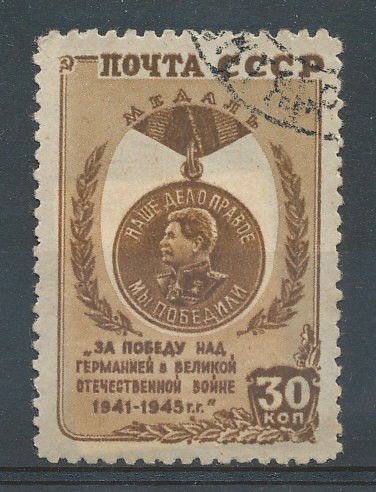 ПОЧТА СССР
МЕДАЛЬ
НАШЕ ДЕЛО ПРАВОЕ
МЫ ПОБЕДИЛИ
„ЗА ПОБЕДУ НАД
ГЕРМАНИЕЙ В ВЕЛИКОЙ
ОТЕЧЕСТВЕННОЙ ВОЙНЕ
1941-1945 г.г."
30
КОП